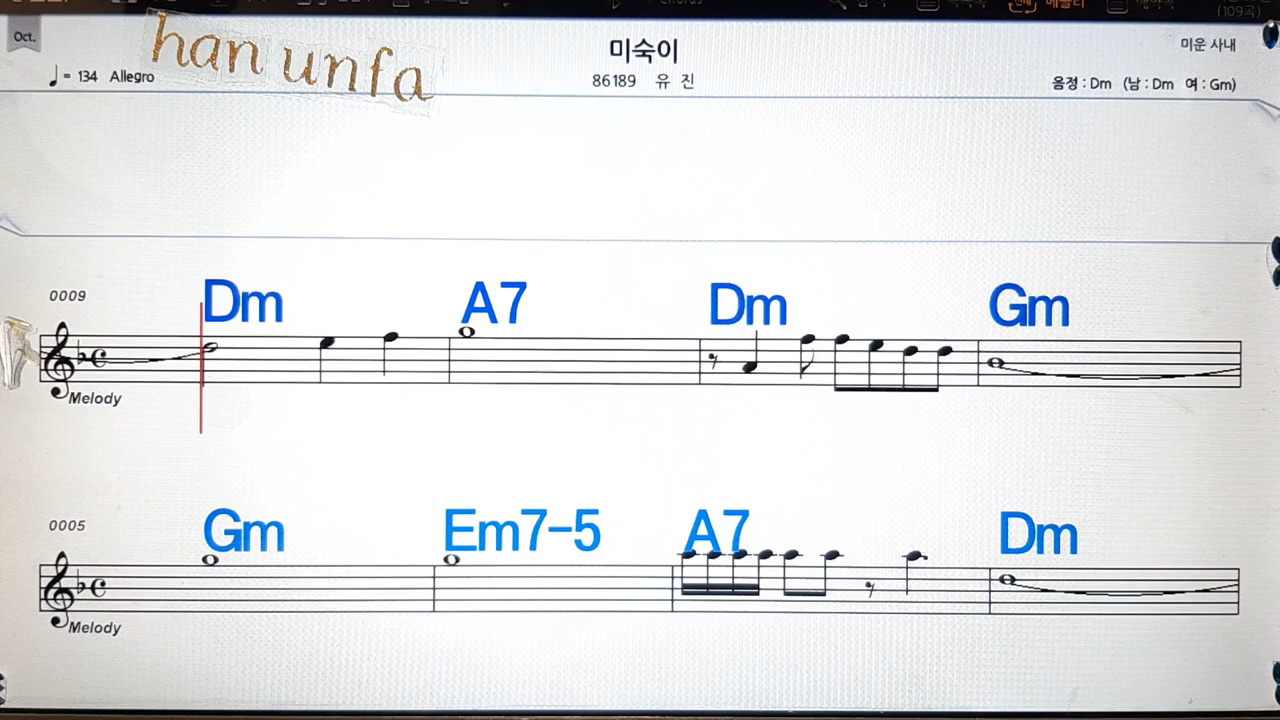 (109곡)
Oct.
han unfa
미숙이
미운 사내
♩= 134 Allegro
86189 유 진
음정 : Dm (남 : Dm 여 : Gm)
0009
Dm A7 Dm Gm
Melody
0005
Gm Em7-5 A7 Dm
Melody